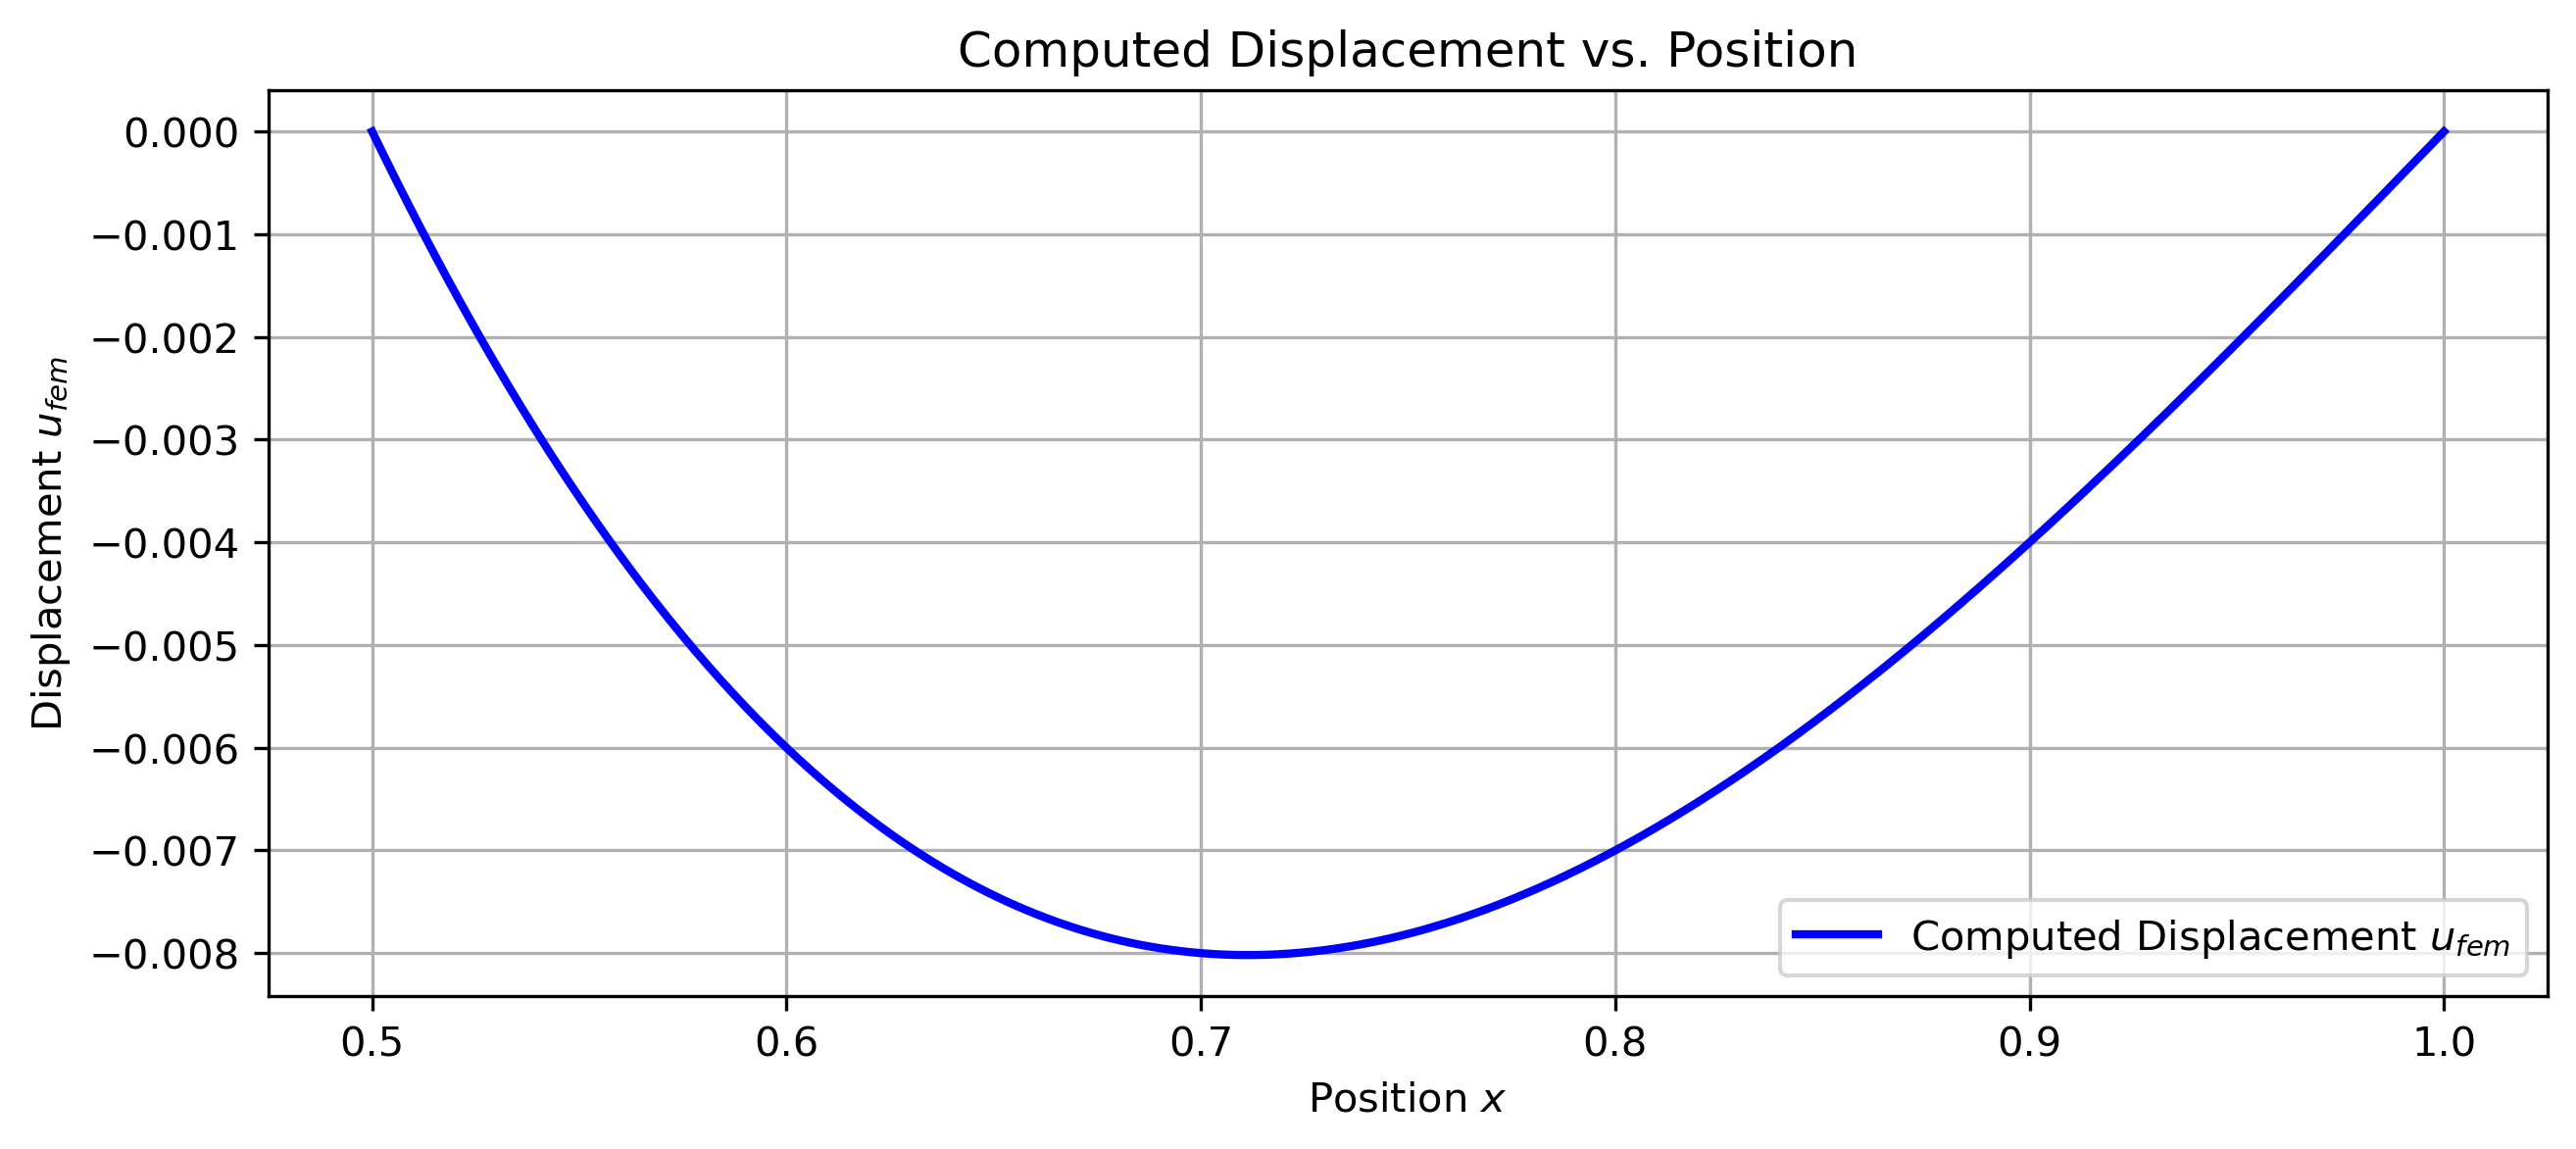 Computed Displacement vs. Position
Displacement u_fem
0.000
−0.001
−0.002
−0.003
−0.004
−0.005
−0.006
−0.007
−0.008
Computed Displacement u_fem
0.5 0.6 0.7 0.8 0.9 1.0
Position x